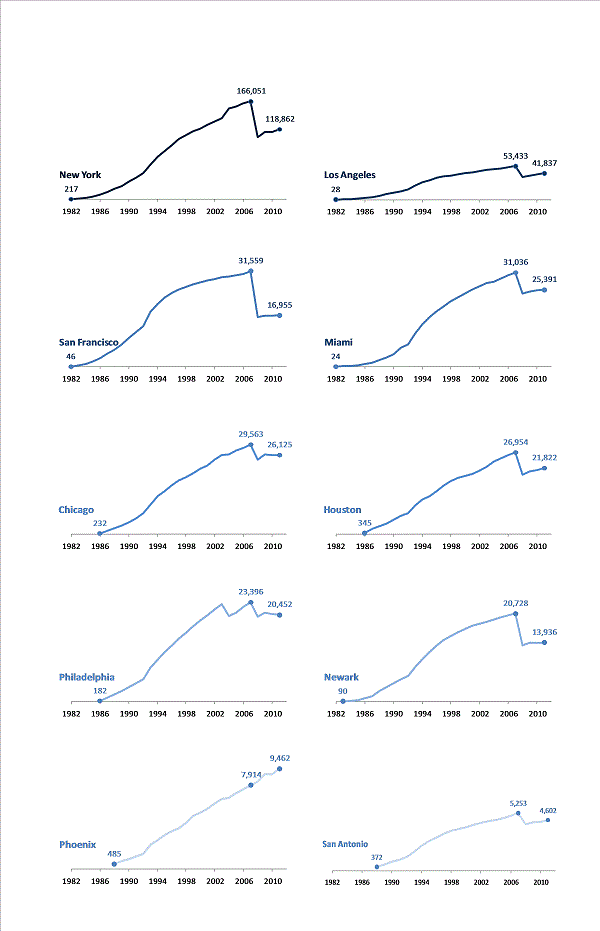 166,051
118,862
New York
217
1982 1986 1990 1994 1998 2002 2006 2010
53,433
41,837
Los Angeles
28
1982 1986 1990 1994 1998 2002 2006 2010
31,559
16,955
San Francisco
46
1982 1986 1990 1994 1998 2002 2006 2010
31,036
25,391
Miami
24
1982 1986 1990 1994 1998 2002 2006 2010
29,563
26,125
Chicago
232
1982 1986 1990 1994 1998 2002 2006 2010
26,954
21,822
Houston
345
1982 1986 1990 1994 1998 2002 2006 2010
23,396
20,452
Philadelphia
182
1982 1986 1990 1994 1998 2002 2006 2010
20,728
13,936
Newark
90
1982 1986 1990 1994 1998 2002 2006 2010
9,462
7,914
Phoenix
485
1982 1986 1990 1994 1998 2002 2006 2010
5,253
4,602
San Antonio
372
1982 1986 1990 1994 1998 2002 2006 2010